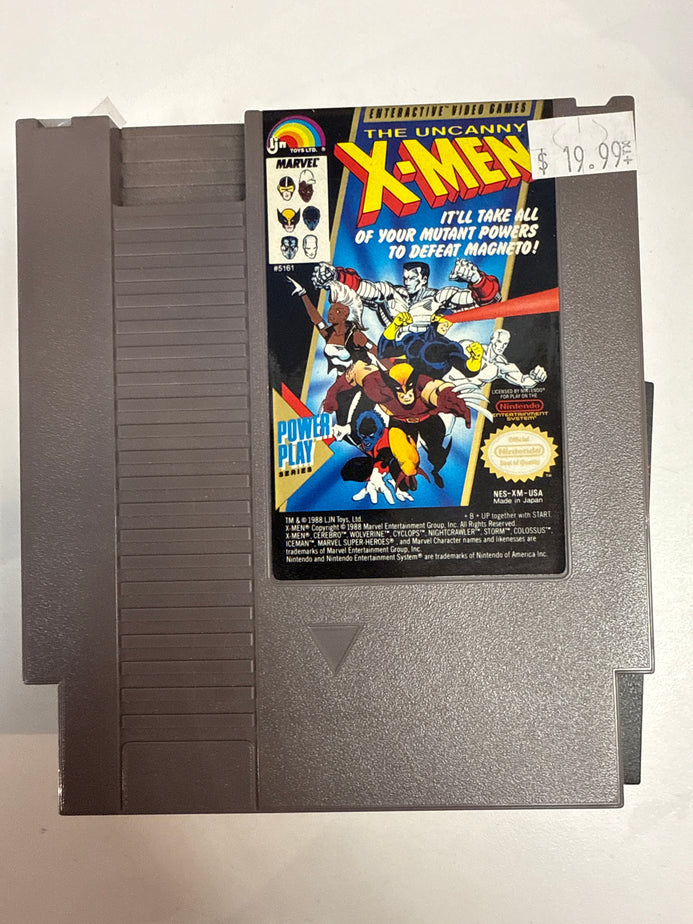 ENTERACTIVE VIDEO GAMES
LJN
TOYS LTD. ®
MARVEL
#5161
THE UNCANNY
X-MEN
$ 19.99
IT'LL TAKE ALL
OF YOUR MUTANT POWERS
TO DEFEAT MAGNETO!
LICENSED BY NINTENDO®
FOR PLAY ON THE
Nintendo
ENTERTAINMENT
SYSTEM®
POWER
PLAY
SERIES
Official
Nintendo
Seal of Quality
TM
NES-XM-USA
Made in Japan
+ B + UP together with START.
TM & © 1988 LJN Toys, Ltd.
X-MEN® Copyright © 1988 Marvel Entertainment Group, Inc. All Rights Reserved.
X-MEN®, CEREBRO™, WOLVERINE™, CYCLOPS™, NIGHTCRAWLER™, STORM™, COLOSSUS™
ICEMAN™, MARVEL SUPER-HEROES®, and Marvel Character names and likenesses are
trademarks of Marvel Entertainment Group, Inc.
Nintendo and Nintendo Entertainment System® are trademarks of Nintendo of America Inc.